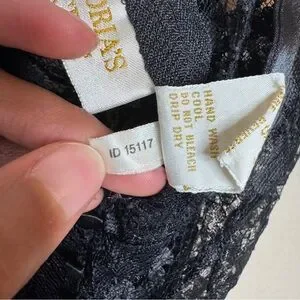 ORIA'S
ID 15117
HAND WASH
COOL
DO NOT BLEACH
DRIP DRY